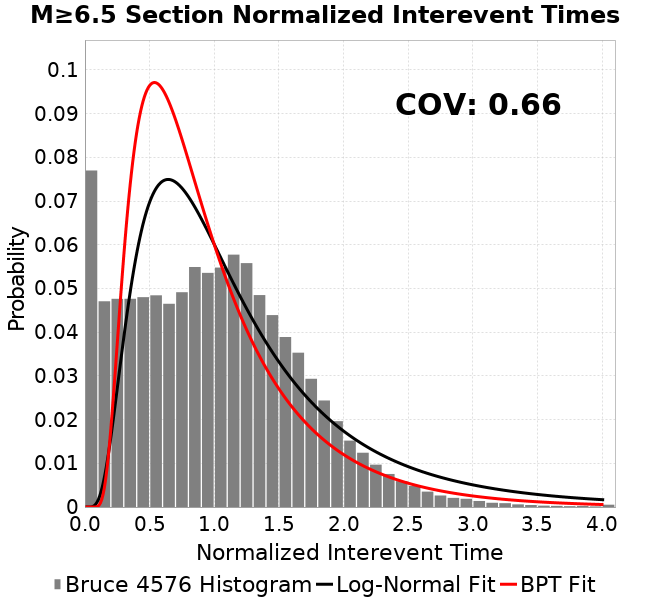 M≥6.5 Section Normalized Interevent Times
COV: 0.66
Probability
0.1
0.09
0.08
0.07
0.06
0.05
0.04
0.03
0.02
0.01
0
0.0 0.5 1.0 1.5 2.0 2.5 3.0 3.5 4.0
Normalized Interevent Time
Bruce 4576 Histogram Log-Normal Fit BPT Fit